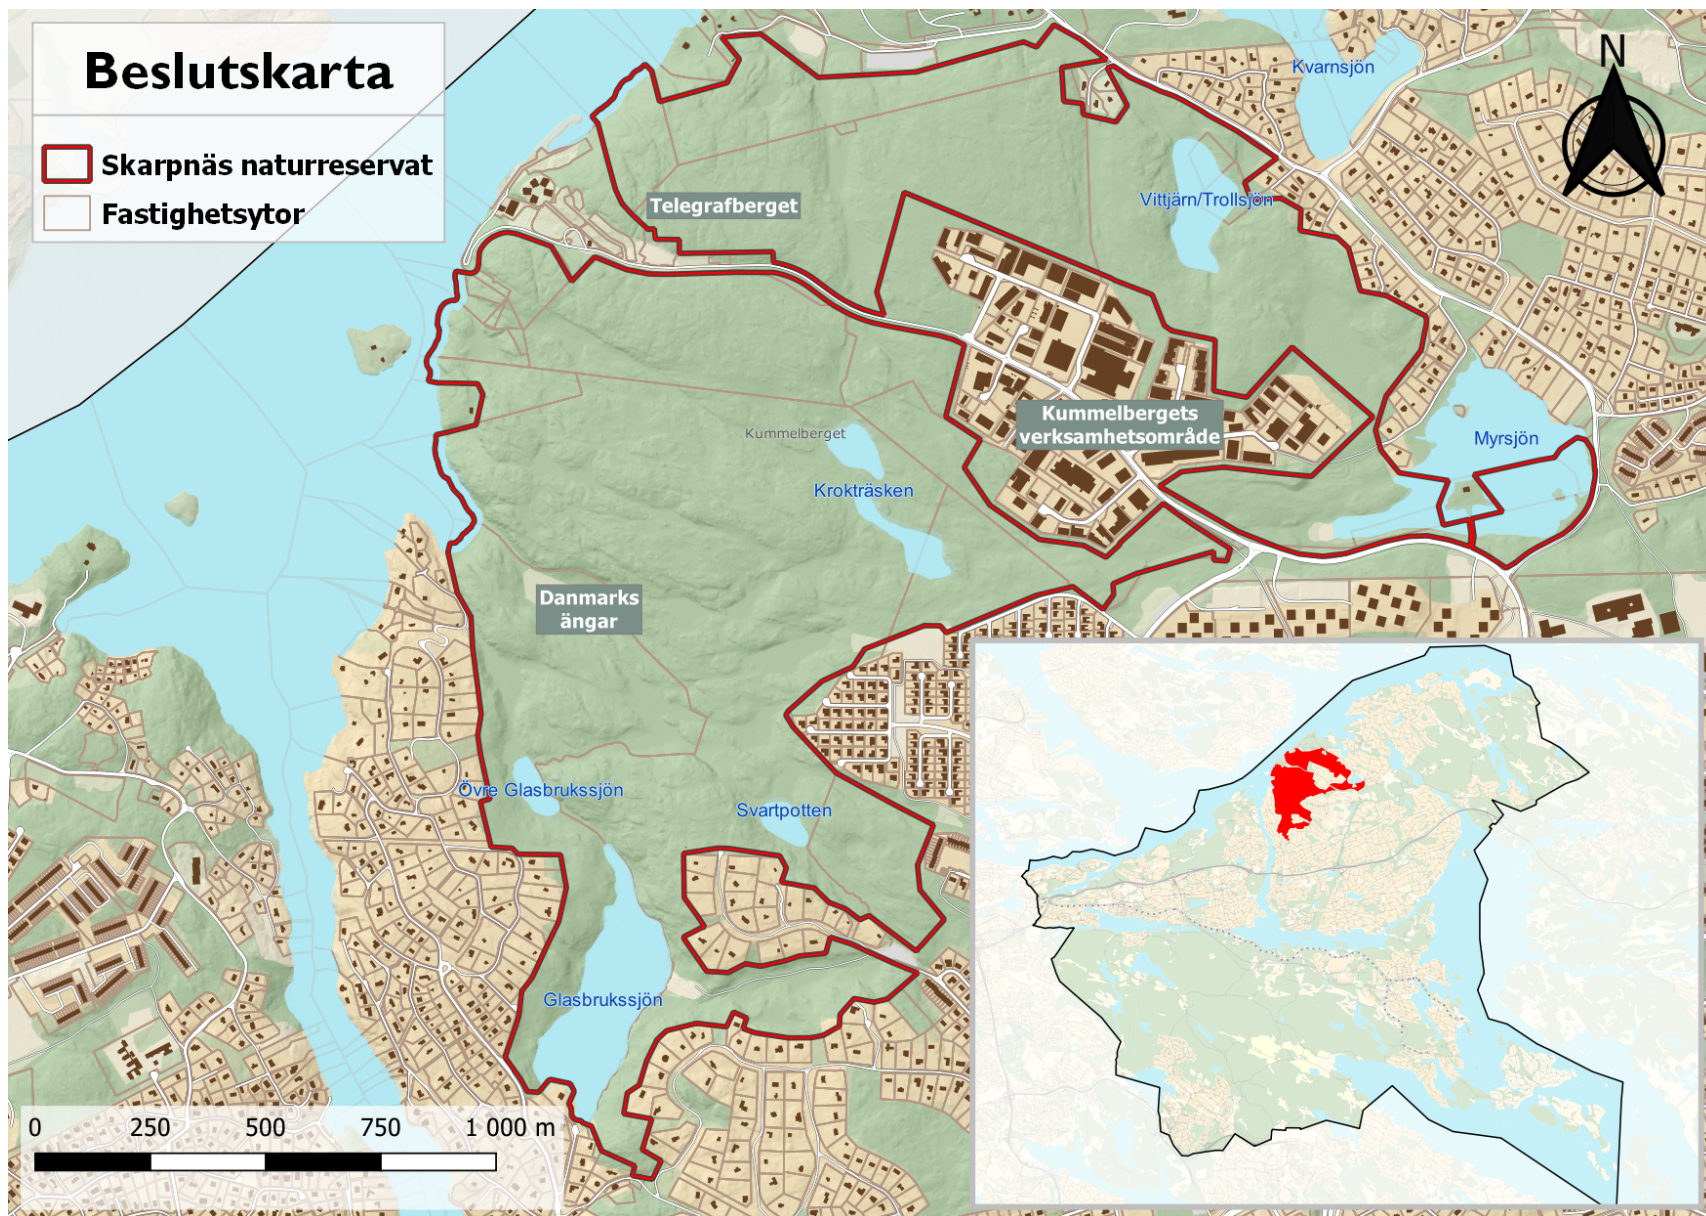 Beslutskarta
Skarpnäs naturreservat
Fastighetsytor
N
Kvarnsjön
Vittjärn/Trollsjön
Telegrafberget
Kummelbergets
verksamhetsområde
Kummelberget
Myrsjön
Krokträsken
Danmarks
ängar
Övre Glasbrukssjön
Svartpotten
Glasbrukssjön
0 250 500 750 1 000 m